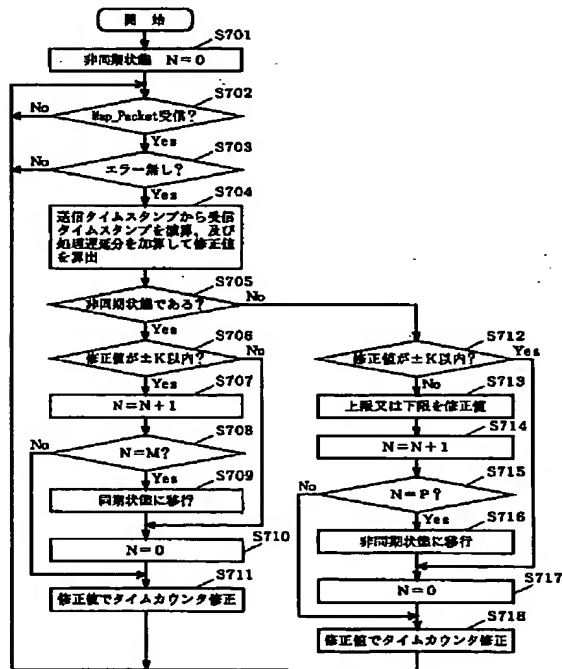 開始
S701
非同期状態 N=0
S702
Map_Packet受信?
No
Yes
S703
エラー無し?
No
Yes
S704
送信タイムスタンプから受信
タイムスタンプを減算、及び
処理遅延分を加算して修正値
を算出
S705
非同期状態である?
No
Yes
S706
修正値が±K以内?
No
Yes
S707
N=N+1
S708
N=M?
No
Yes
S709
同期状態に移行
S710
N=0
S711
修正値でタイムカウンタ修正
S712
修正値が±K以内?
Yes
No
S713
上限又は下限を修正値
S714
N=N+1
S715
N=P?
No
Yes
S716
非同期状態に移行
S717
N=0
S718
修正値でタイムカウンタ修正